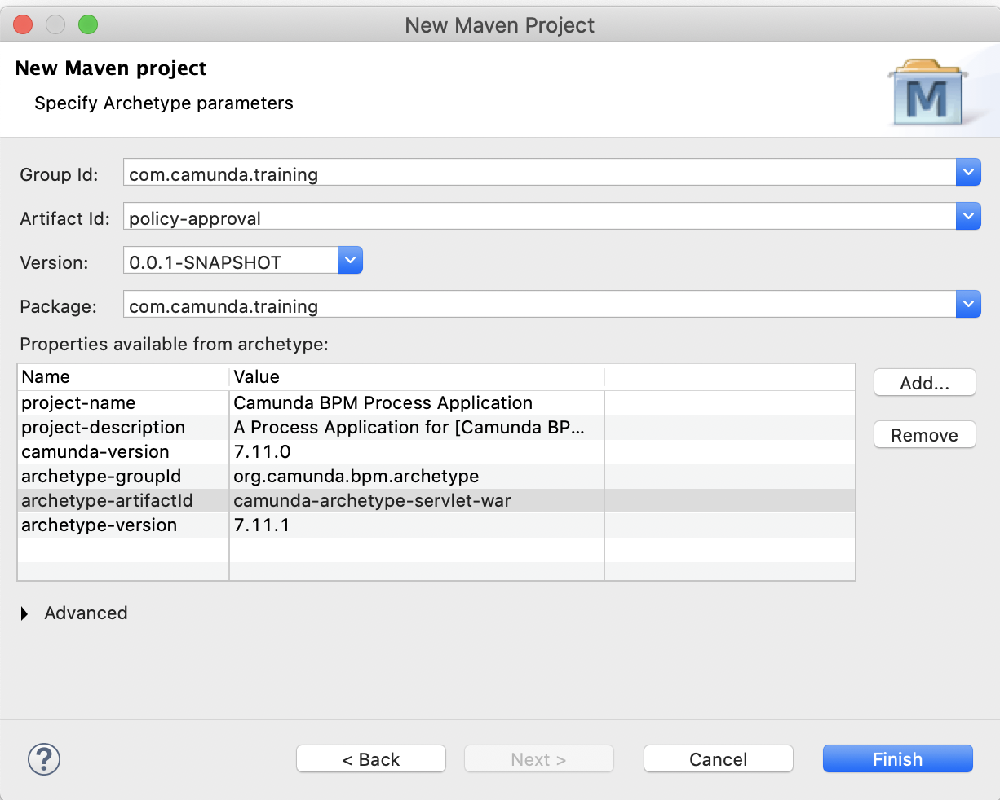 New Maven Project
New Maven project
Specify Archetype parameters
M
Group Id: com.camunda.training
Artifact Id: policy-approval
Version: 0.0.1-SNAPSHOT
Package: com.camunda.training
Properties available from archetype:
Name Value
project-name Camunda BPM Process Application
project-description A Process Application for [Camunda BP...
camunda-version 7.11.0
archetype-groupId org.camunda.bpm.archetype
archetype-artifactId camunda-archetype-servlet-war
archetype-version 7.11.1
Add...
Remove
Advanced
? < Back Next > Cancel Finish